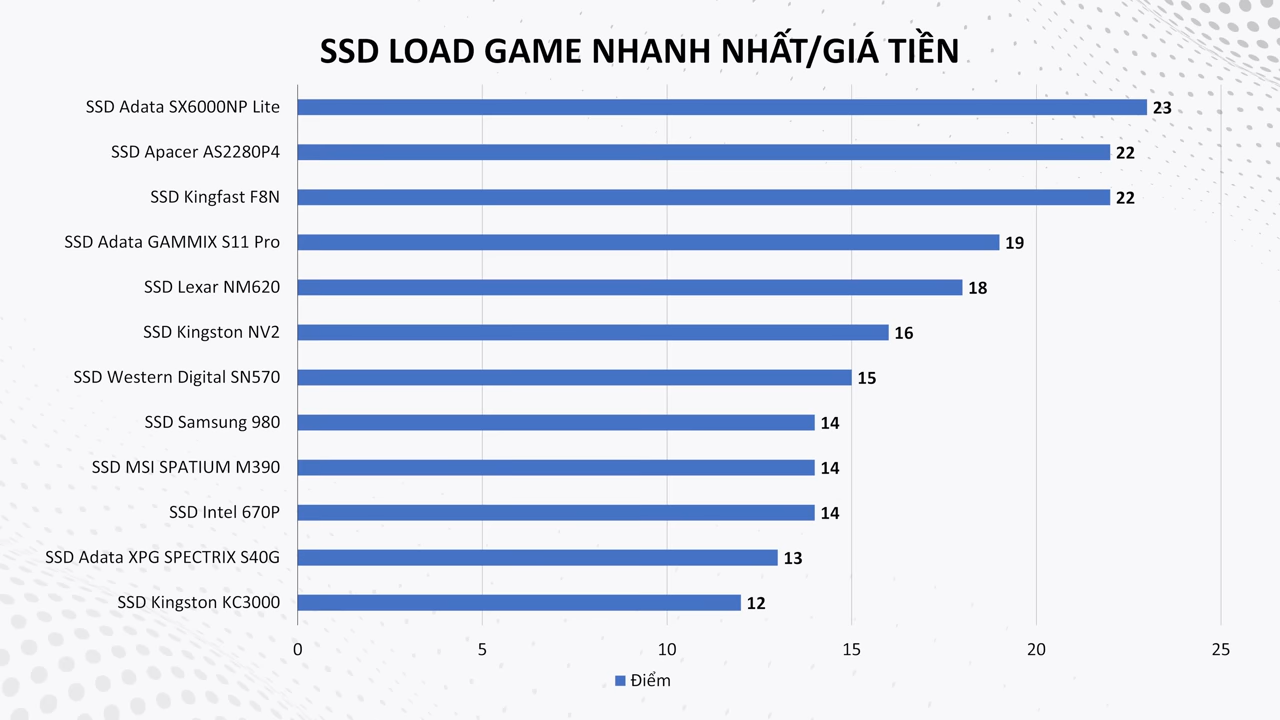 SSD LOAD GAME NHANH NHẤT/GIÁ TIỀN
SSD Adata SX6000NP Lite 23
SSD Apacer AS2280P4 22
SSD Kingfast F8N 22
SSD Adata GAMMIX S11 Pro 19
SSD Lexar NM620 18
SSD Kingston NV2 16
SSD Western Digital SN570 15
SSD Samsung 980 14
SSD MSI SPATIUM M390 14
SSD Intel 670P 14
SSD Adata XPG SPECTRIX S40G 13
SSD Kingston KC3000 12
0 5 10 15 20 25
Điểm